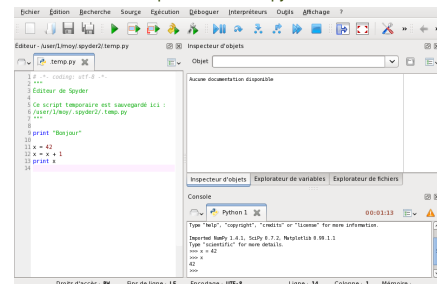 Fichier Édition Recherche Source Exécution Déboguer Interpréteurs Outils Affichage ?
Éditeur - /user/1/moy/.spyder2/.temp.py
.temp.py
1 # -*- coding: utf-8 -*-
2 """
3 Éditeur de Spyder
4
5 Ce script temporaire est sauvegardé ici :
6 /user/1/moy/.spyder2/.temp.py
7 """
8
9 print "Bonjour"
10
11 x = 42
12 x = x + 1
13 print x
14
Inspecteur d'objets
Objet
Aucune documentation disponible
Inspecteur d'objets Explorateur de variables Explorateur de fichiers
Console
Python 1
00:01:13
Type "help", "copyright", "credits" or "license" for more information.
Imported NumPy 1.4.1, SciPy 0.7.2, Matplotlib 0.99.1.1
Type "scientific" for more details.
>>> x = 42
>>> x
42
>>>
Droits d'accès : RW Fins de ligne : LF Encodage : UTF-8 Ligne : 14 Colonne : 1 Mémoire :